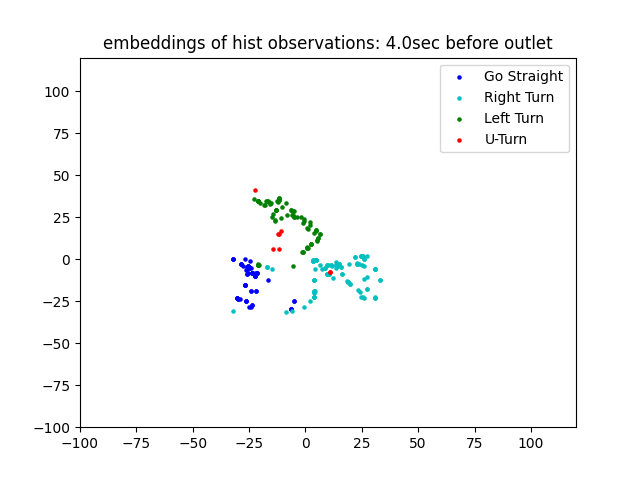 embeddings of hist observations: 4.0sec before outlet
Go Straight
Right Turn
Left Turn
U-Turn
100
75
50
25
0
−25
−50
−75
−100
−100 −75 −50 −25 0 25 50 75 100